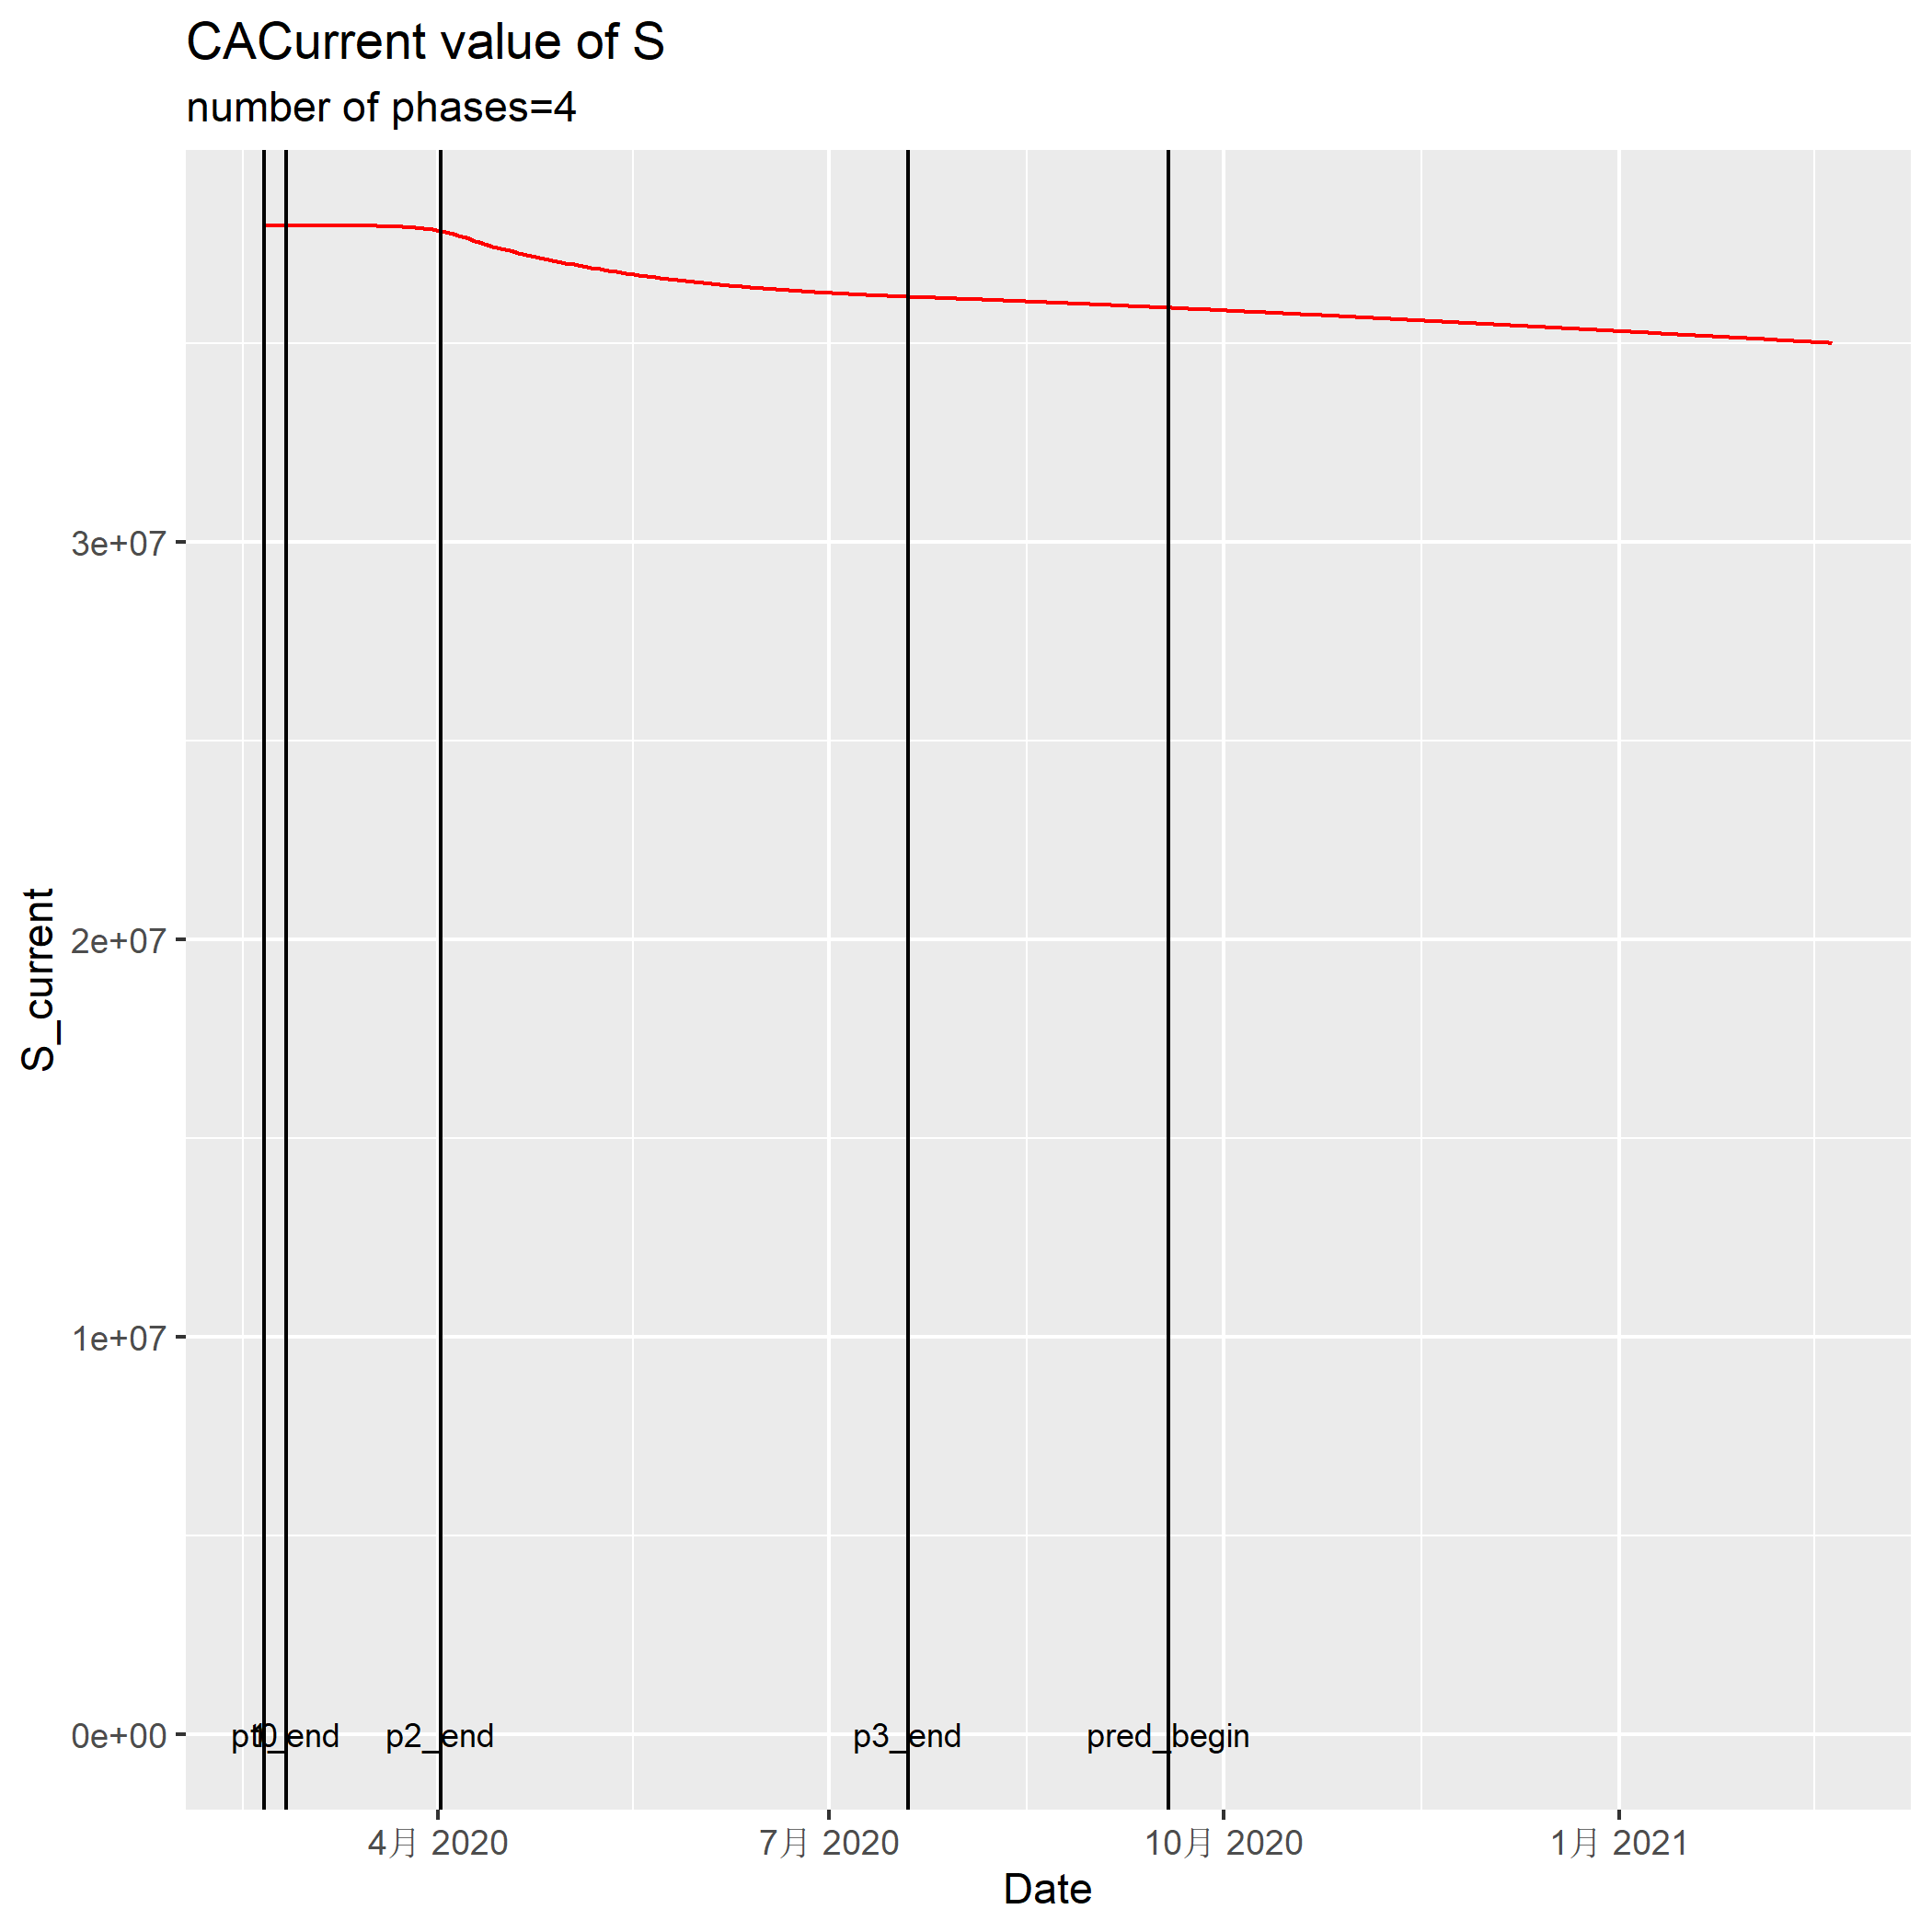 CACurrent value of S
number of phases=4
S_current
3e+07
2e+07
1e+07
0e+00
p2_end
p3_end
pred_begin
4月 2020
7月 2020
10月 2020
1月 2021
Date